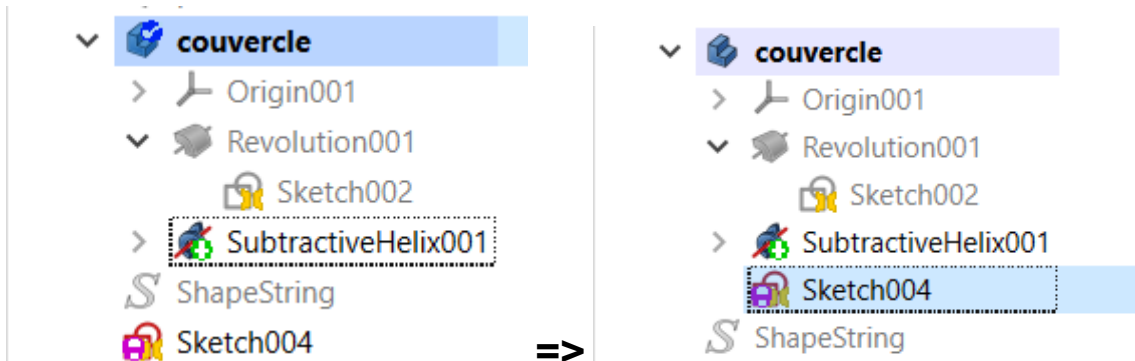 couvercle
Origin001
Revolution001
Sketch002
SubtractiveHelix001
ShapeString
Sketch004
=>
couvercle
Origin001
Revolution001
Sketch002
SubtractiveHelix001
Sketch004
ShapeString